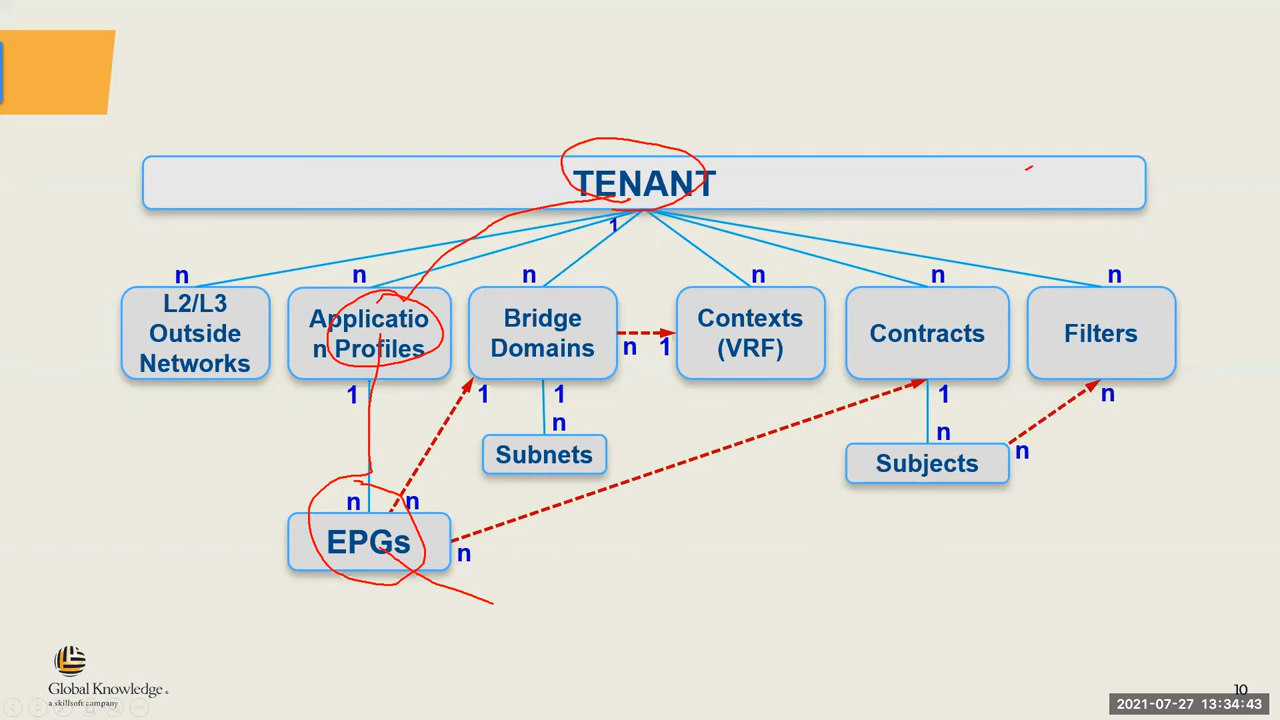 TENANT
1
n
n
n
n
n
n
L2/L3
Outside
Networks
Applicatio
n Profiles
Bridge
Domains
n
1
Contexts
(VRF)
Contracts
Filters
1
1
1
1
n
n
n
Subnets
Subjects
n
n
n
EPGs
n
Global Knowledge®
a skillsoft company
10
2021-07-27 13:34:43